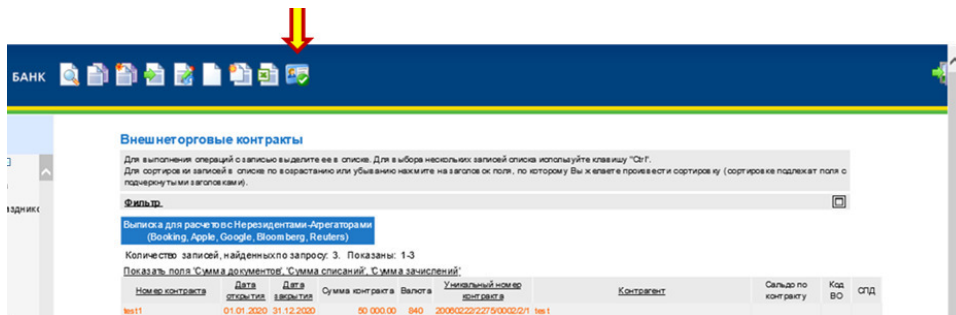 БАНК
Внешнеторговые контракты
Для выполнения операций с записью выделите ее в списке. Для выбора нескольких записей списка используйте клавишу "Ctrl".
Для сортировки записей в списке по возрастанию или убыванию нажмите на заголовок поля, по которому Вы желаете произвести сортировку (сортировке подлежат поля с подчеркнутыми заголовками).
аздникс
Фильтр
Выписка для расчетов с Нерезидентами-Агрегаторами
(Booking, Apple, Google, Bloomberg, Reuters)
Количество записей, найденных по запросу: 3. Показаны: 1-3
Показать поля 'Сумма документов', 'Сумма списаний', 'Сумма зачислений'
Номер контракта Дата открытия Дата закрытия Сумма контракта Валюта Уникальный номер контракта Контрагент Сальдо по контракту Код ВО СПД
test1 01.01.2020 31.12.2020 50 000.00 840 test